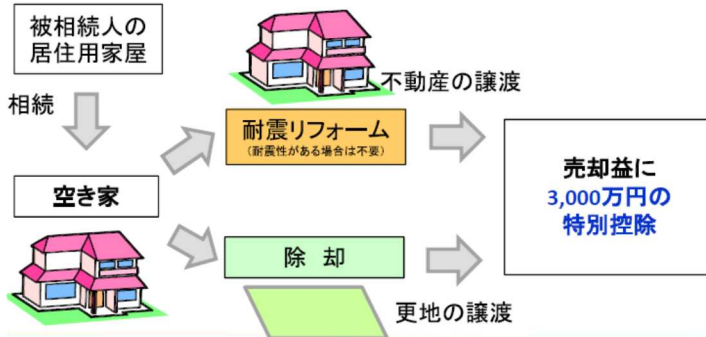 被相続人の
居住用家屋
相続
空き家
不動産の譲渡
耐震リフォーム
（耐震性がある場合は不要）
除 却
更地の譲渡
売却益に
3,000万円の
特別控除